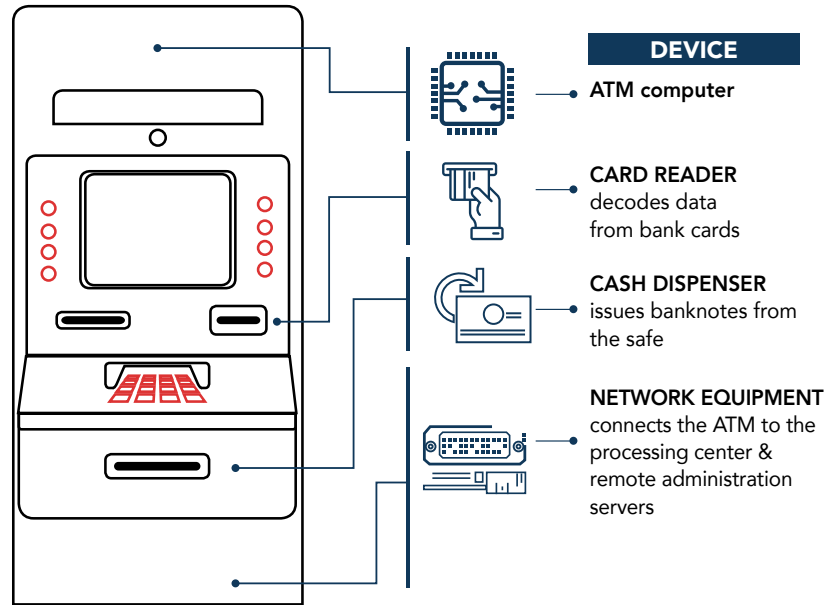 DEVICE
ATM computer
CARD READER
decodes data
from bank cards
CASH DISPENSER
issues banknotes from
the safe
NETWORK EQUIPMENT
connects the ATM to the
processing center &
remote administration
servers